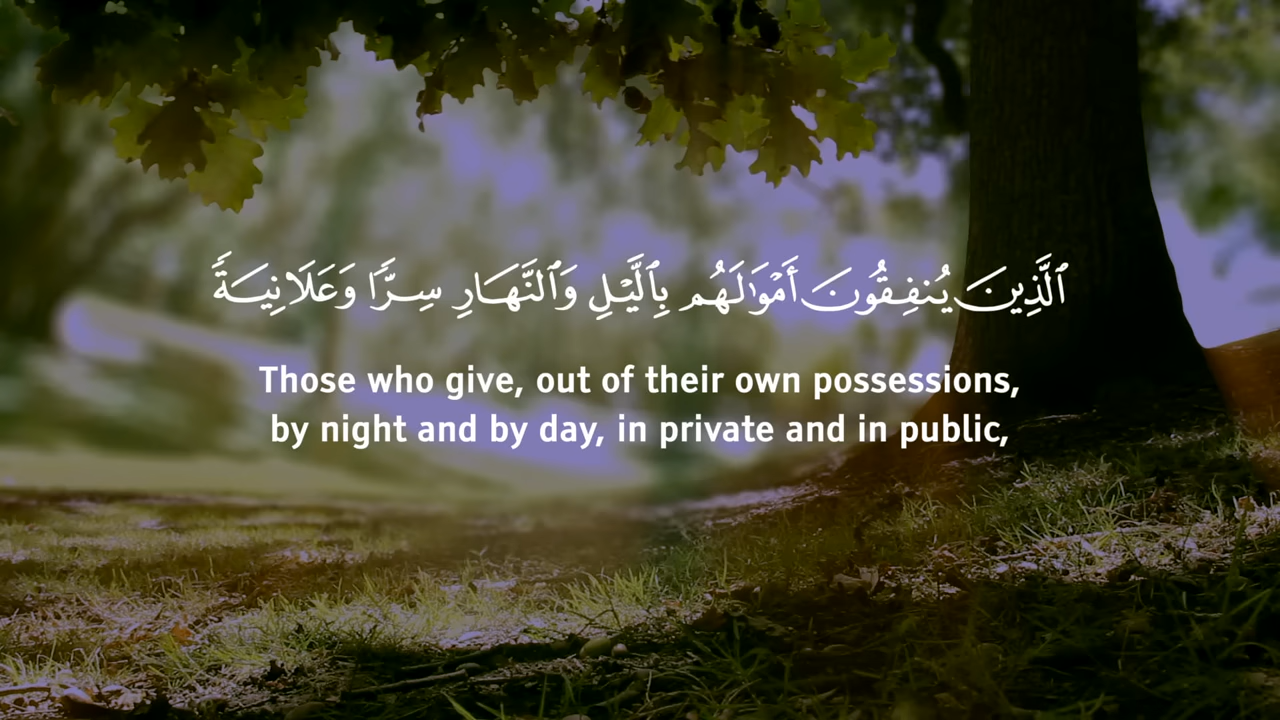 ٱلَّذِينَ يُنفِقُونَ أَمْوَٰلَهُم بِٱلَّيْلِ وَٱلنَّهَارِ سِرًّا وَعَلَانِيَةً
Those who give, out of their own possessions,
by night and by day, in private and in public,